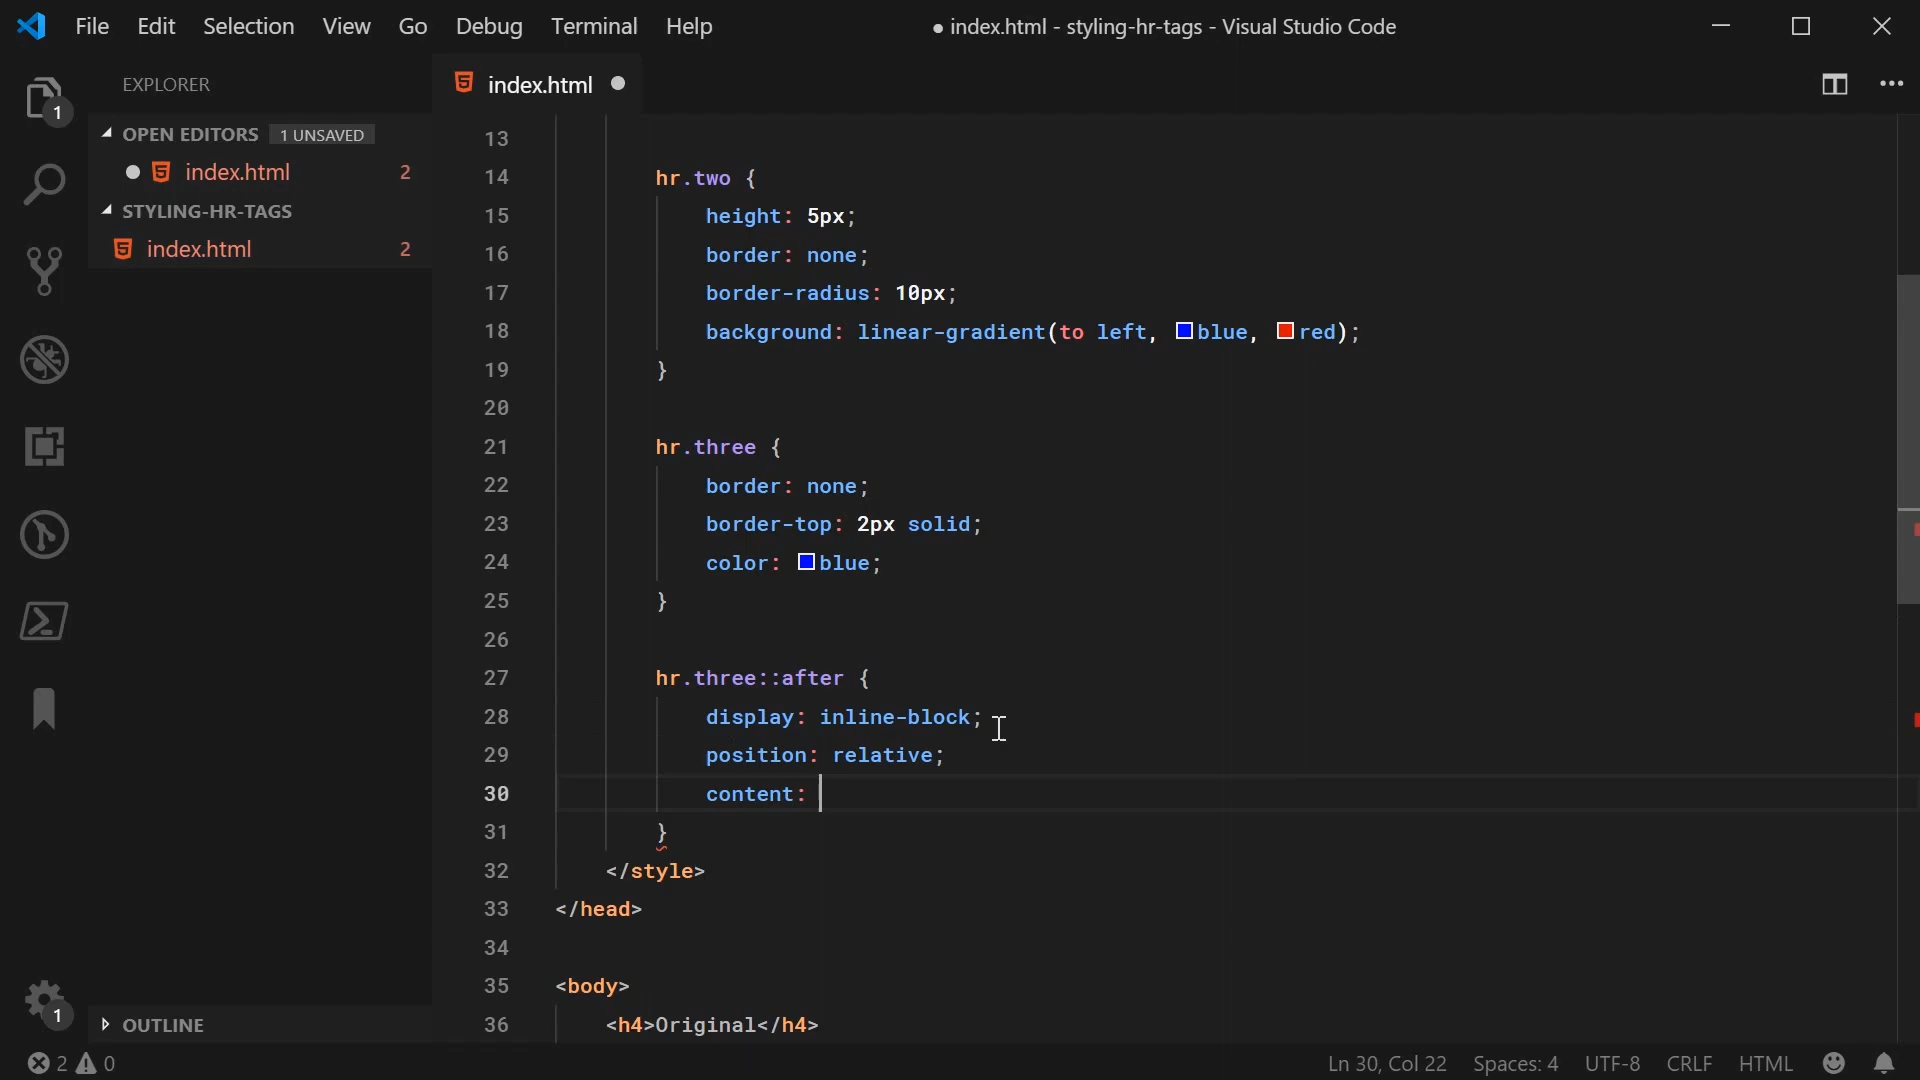 File Edit Selection View Go Debug Terminal Help
● index.html - styling-hr-tags - Visual Studio Code
EXPLORER
index.html
1
OPEN EDITORS 1 UNSAVED
index.html 2
STYLING-HR-TAGS
index.html 2
13
14 hr.two {
15 height: 5px;
16 border: none;
17 border-radius: 10px;
18 background: linear-gradient(to left, blue, red);
19 }
20
21 hr.three {
22 border: none;
23 border-top: 2px solid;
24 color: blue;
25 }
26
27 hr.three::after {
28 display: inline-block;
29 position: relative;
30 content:
31 }
32 </style>
33 </head>
34
35 <body>
36 <h4>Original</h4>
1
OUTLINE
2 0
Ln 30, Col 22 Spaces: 4 UTF-8 CRLF HTML